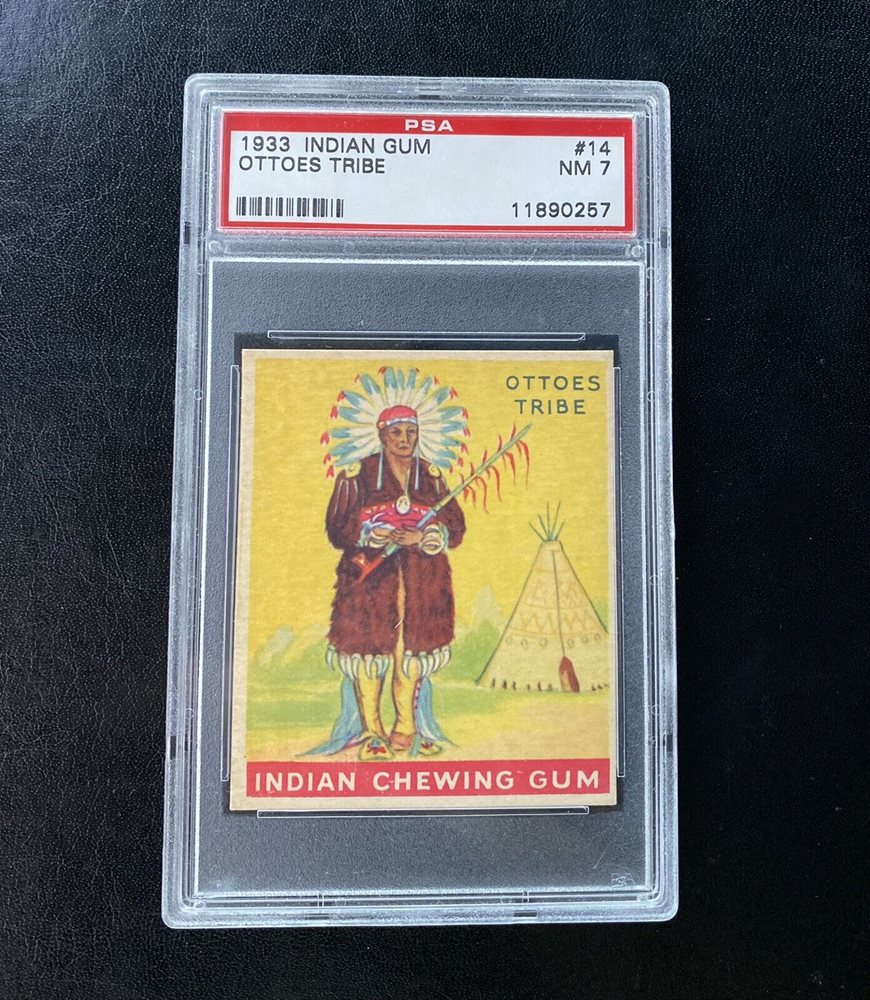 PSA
1933 INDIAN GUM #14
OTTOES TRIBE NM 7
11890257
OTTOES
TRIBE
INDIAN CHEWING GUM